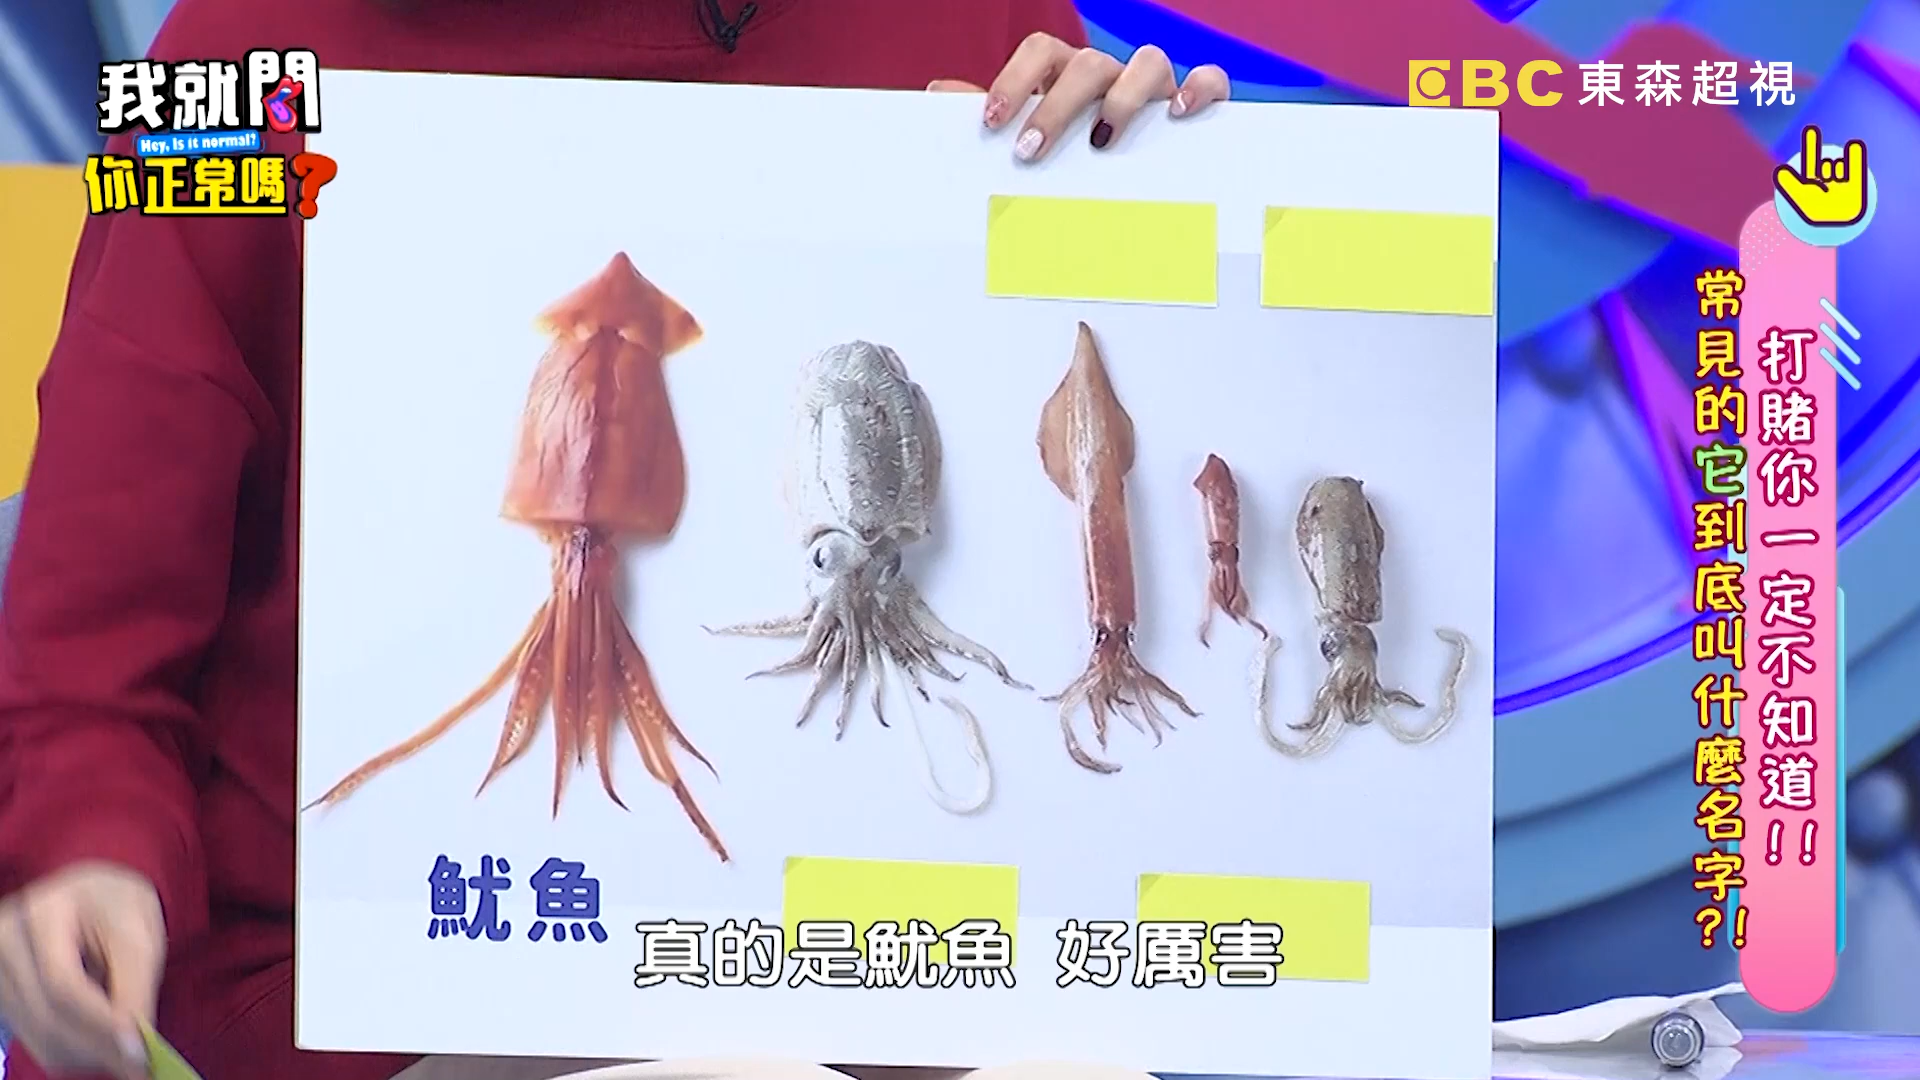 我就問
Hey, is it normal?
你正常嗎?
EBC 東森超視
打賭你一定不知道!!
常見的它到底叫什麼名字?!
魷魚
真的是魷魚 好厲害